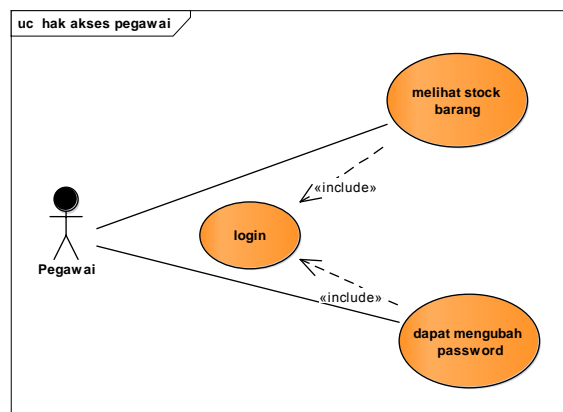 uc hak akses pegawai
melihat stock
barang
«include»
login
Pegawai
«include»
dapat mengubah
password